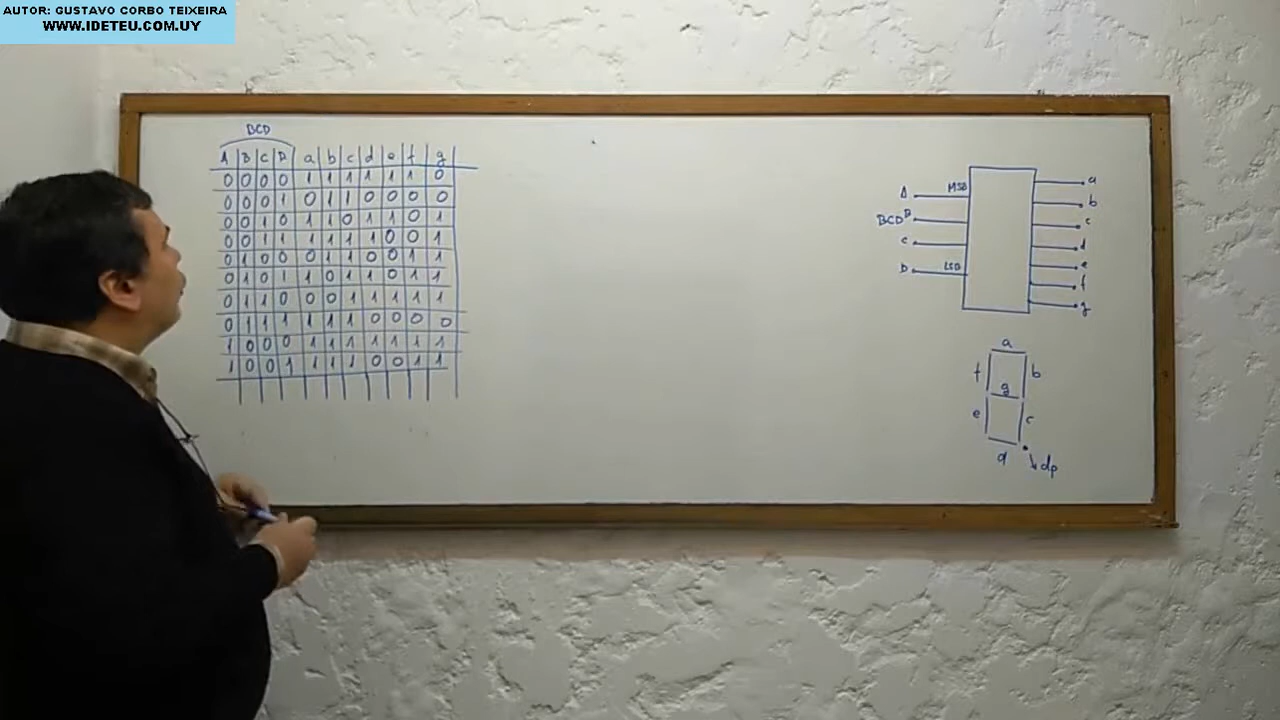 AUTOR: GUSTAVO CORBO TEIXEIRA
WWW.IDETEU.COM.UY
BCD
A B C D a b c d e f g
0 0 0 0 1 1 1 1 1 1 0
0 0 0 1 0 1 1 0 0 0 0
0 0 1 0 1 1 0 1 1 0 1
0 0 1 1 1 1 1 1 0 0 1
0 1 0 0 0 1 1 0 0 1 1
0 1 0 1 1 0 1 1 0 1 1
0 1 1 0 0 0 1 1 1 1 1
0 1 1 1 1 1 1 0 0 0 0
1 0 0 0 1 1 1 1 1 1 1
1 0 0 1 1 1 1 0 0 1 1
A MSB a
b
BCD B c
C d
D LSB e
f
g
a
f b
g
e c
d dp